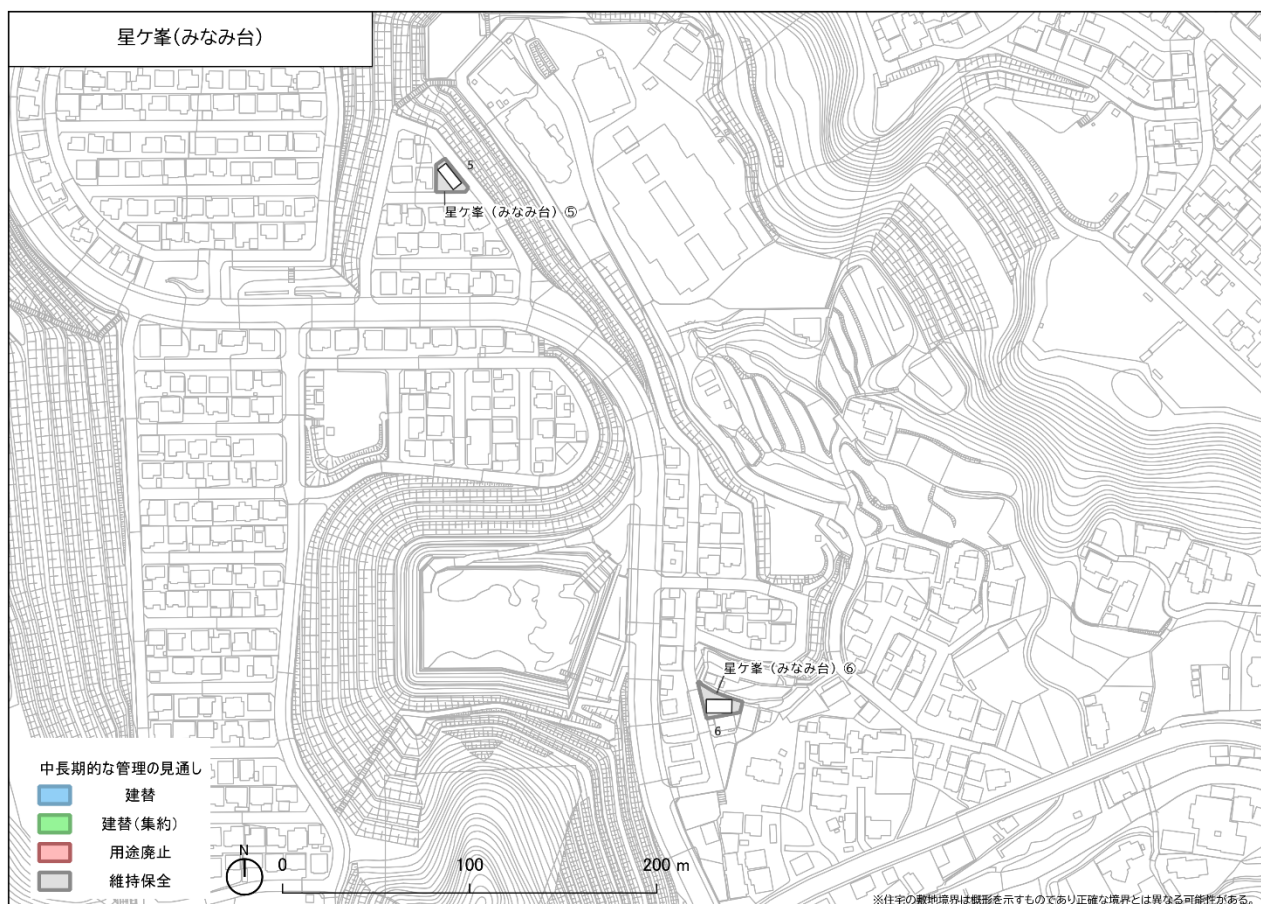 星ケ峯(みなみ台)
5
星ケ峯（みなみ台）⑤
星ケ峯（みなみ台）⑥
6
中長期的な管理の見通し
建替
建替(集約)
用途廃止
維持保全
N
0 100 200 m
※住宅の敷地境界は概形を示すものであり正確な境界とは異なる可能性がある。